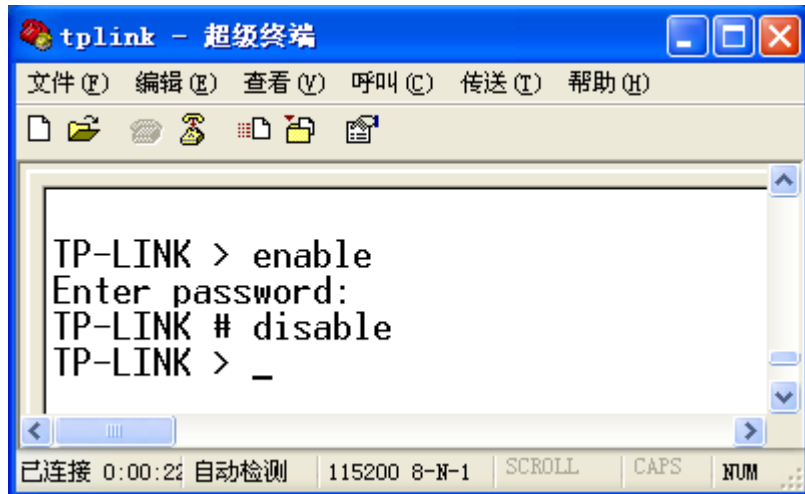 tplink - 超级终端
文件(F) 编辑(E) 查看(V) 呼叫(C) 传送(T) 帮助(H)
TP-LINK > enable
Enter password:
TP-LINK # disable
TP-LINK > _
已连接 0:00:22 自动检测 115200 8-N-1 SCROLL CAPS NUM